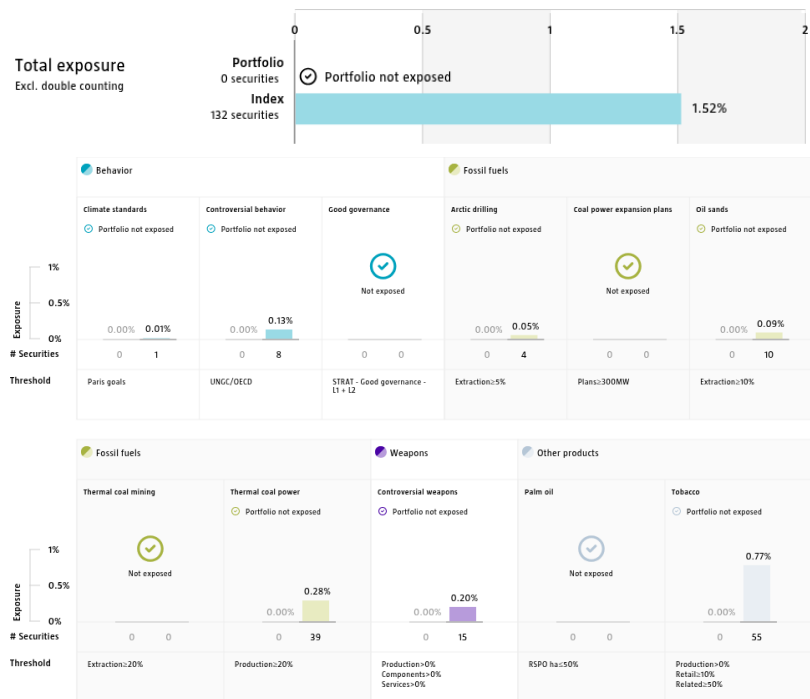 0 0.5 1 1.5 2
Total exposure
Excl. double counting
Portfolio
0 securities
Portfolio not exposed
Index
132 securities
1.52%
Behavior
Fossil fuels
Climate standards
Controversial behavior
Good governance
Arctic drilling
Coal power expansion plans
Oil sands
Portfolio not exposed
Portfolio not exposed
Portfolio not exposed
Portfolio not exposed
Not exposed
Not exposed
Exposure
1%
0.5%
0%
0.00% 0.01%
0.00% 0.13%
0.00% 0.05%
0.00% 0.09%
# Securities
0 1
0 8
0 0
0 4
0 0
0 10
Threshold
Paris goals
UNGC/OECD
STRAT - Good governance -
L1 + L2
Extraction≥5%
Plans≥300MW
Extraction≥10%
Fossil fuels
Weapons
Other products
Thermal coal mining
Thermal coal power
Controversial weapons
Palm oil
Tobacco
Portfolio not exposed
Portfolio not exposed
Portfolio not exposed
Not exposed
Not exposed
Exposure
1%
0.5%
0%
0.00% 0.28%
0.00% 0.20%
0.00% 0.77%
# Securities
0 0
0 39
0 15
0 0
0 55
Threshold
Extraction≥20%
Production≥20%
Production>0%
Components>0%
Services>0%
RSPO ha≤50%
Production>0%
Retail≥10%
Related≥50%